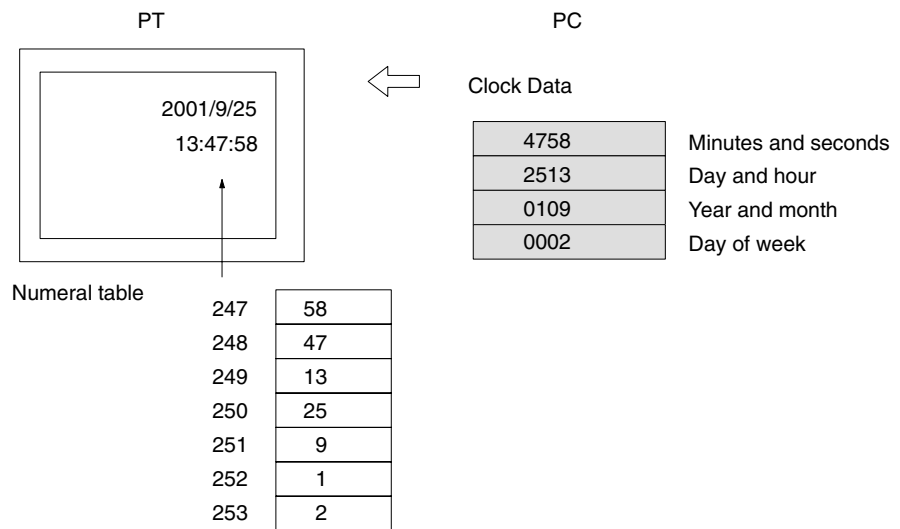 PT
PC
2001/9/25
13:47:58
Clock Data
4758 Minutes and seconds
2513 Day and hour
0109 Year and month
0002 Day of week
Numeral table
247 58
248 47
249 13
250 25
251 9
252 1
253 2